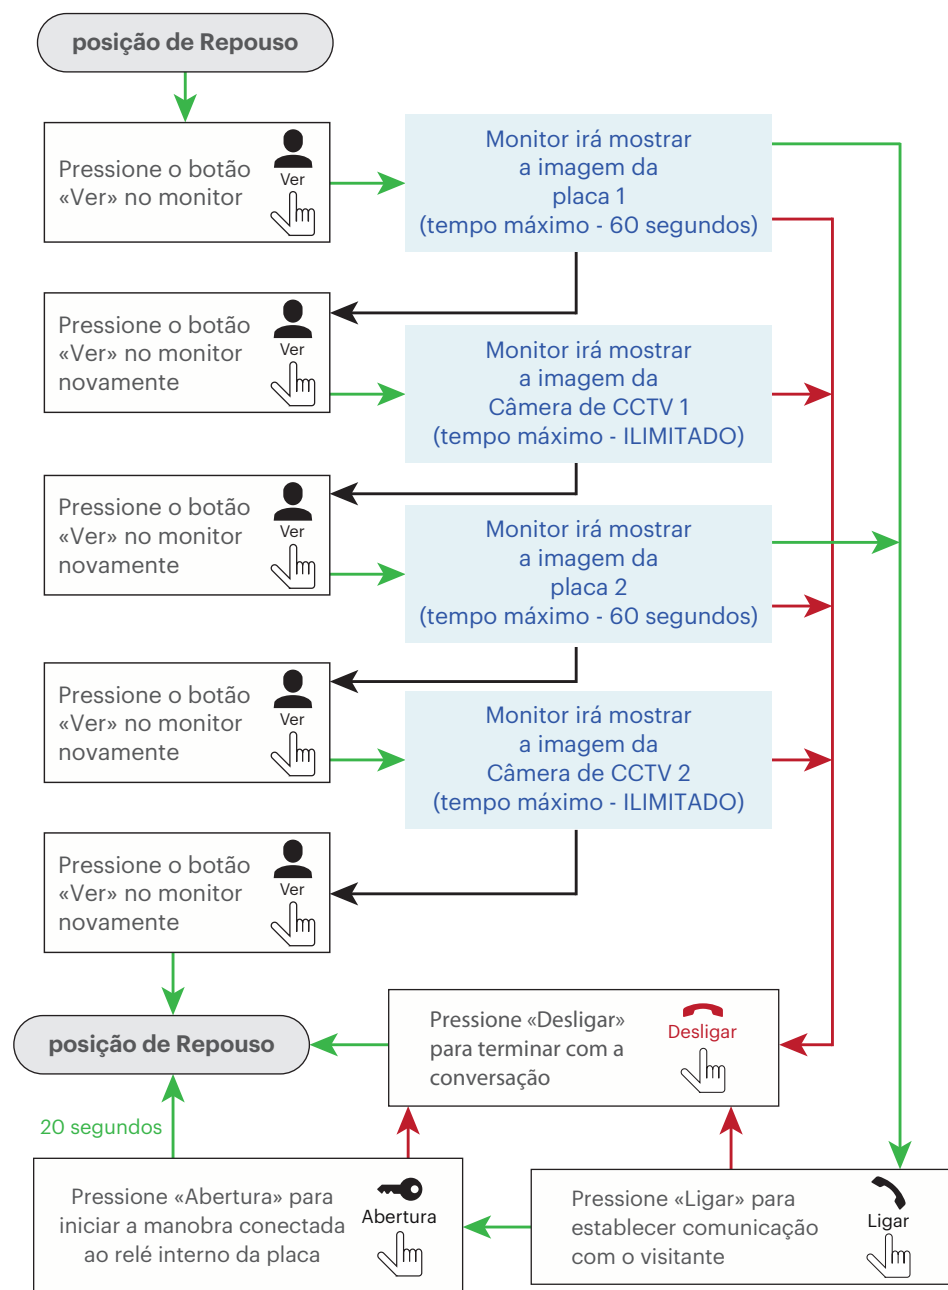 posição de Repouso
Pressione o botão
«Ver» no monitor
Ver
Monitor irá mostrar
a imagem da
placa 1
(tempo máximo - 60 segundos)
Pressione o botão
«Ver» no monitor
novamente
Ver
Monitor irá mostrar
a imagem da
Câmera de CCTV 1
(tempo máximo - ILIMITADO)
Pressione o botão
«Ver» no monitor
novamente
Ver
Monitor irá mostrar
a imagem da
placa 2
(tempo máximo - 60 segundos)
Pressione o botão
«Ver» no monitor
novamente
Ver
Monitor irá mostrar
a imagem da
Câmera de CCTV 2
(tempo máximo - ILIMITADO)
Pressione o botão
«Ver» no monitor
novamente
Ver
posição de Repouso
Pressione «Desligar»
para terminar com a
conversação
Desligar
20 segundos
Pressione «Abertura» para
iniciar a manobra conectada
ao relé interno da placa
Abertura
Pressione «Ligar» para
establecer comunicação
com o visitante
Ligar